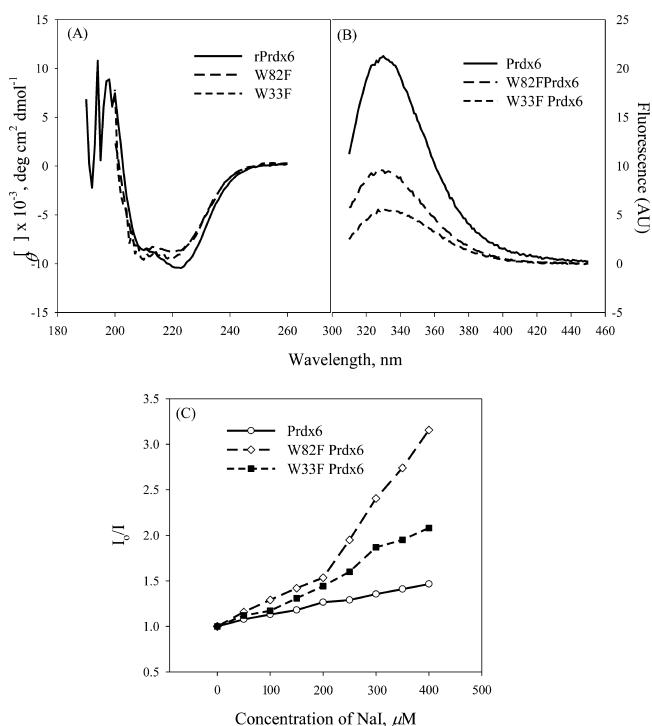 (A)
rPrdx6
W82F
W33F
15
10
5
0
-5
-10
-15
[θ] x 10-3, deg cm2 dmol-1
180 200 220 240 260
(B)
Prdx6
W82FPrdx6
W33F Prdx6
25
20
15
10
5
0
-5
Fluorescence (AU)
300 320 340 360 380 400 420 440 460
Wavelength, nm
(C)
Prdx6
W82F Prdx6
W33F Prdx6
3.5
3.0
2.5
2.0
1.5
1.0
0.5
Io/I
0 100 200 300 400 500
Concentration of NaI, μM